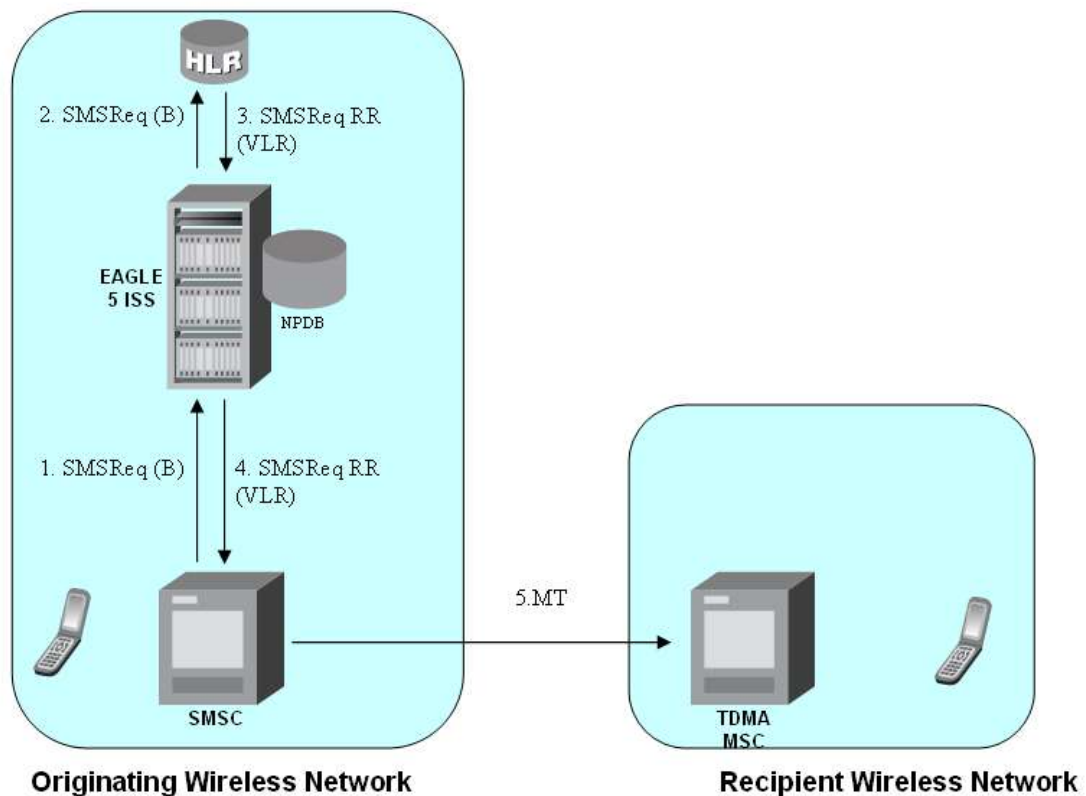 HLR
2. SMSReq (B)
3. SMSReq RR
(VLR)
EAGLE
5 ISS
NPDB
1. SMSReq (B)
4. SMSReq RR
(VLR)
5.MT
SMSC
TDMA
MSC
Originating Wireless Network
Recipient Wireless Network